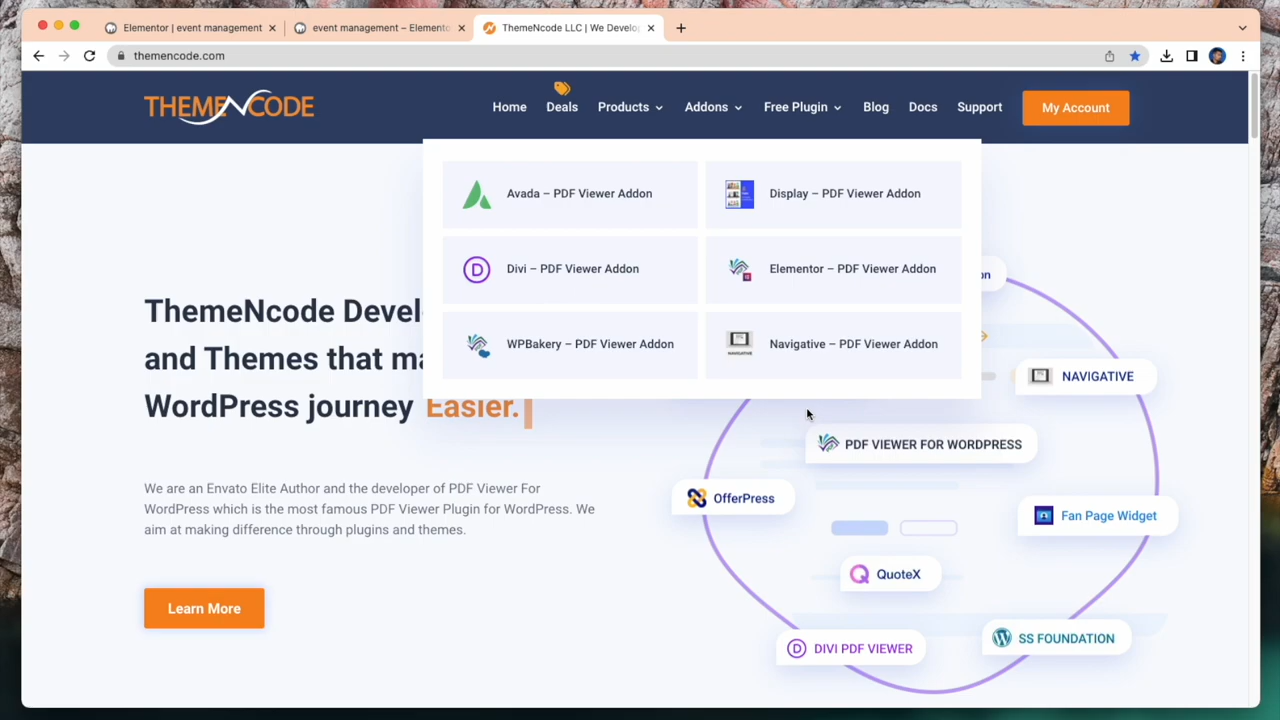 Elementor | event management
event management – Elemento
ThemeNcode LLC | We Develo
themencode.com
THEMENCODE
Home
Deals
Products
Addons
Free Plugin
Blog
Docs
Support
My Account
Avada – PDF Viewer Addon
Display – PDF Viewer Addon
Divi – PDF Viewer Addon
Elementor – PDF Viewer Addon
WPBakery – PDF Viewer Addon
Navigative – PDF Viewer Addon
ThemeNcode Devel
and Themes that ma
WordPress journey Easier.
We are an Envato Elite Author and the developer of PDF Viewer For
WordPress which is the most famous PDF Viewer Plugin for WordPress. We
aim at making difference through plugins and themes.
Learn More
on
NAVIGATIVE
NAVIGATIVE
PDF VIEWER FOR WORDPRESS
OfferPress
Fan Page Widget
QuoteX
SS FOUNDATION
DIVI PDF VIEWER